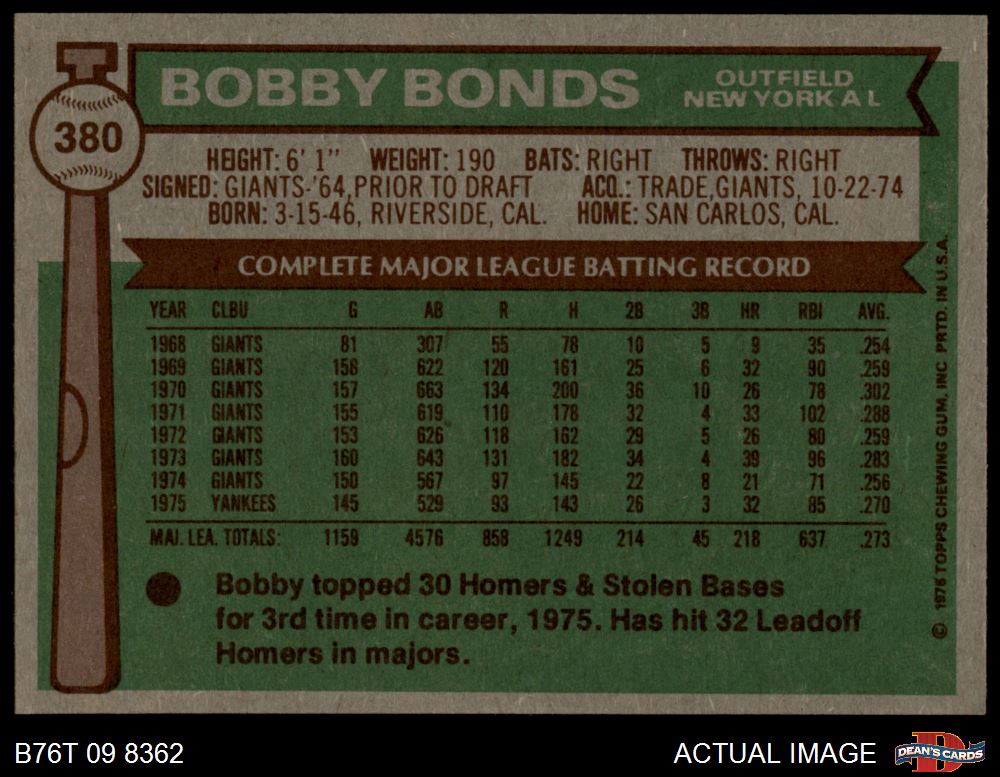 BOBBY BONDS
OUTFIELD
NEW YORK A L
380
HEIGHT: 6' 1" WEIGHT: 190 BATS: RIGHT THROWS: RIGHT
SIGNED: GIANTS-'64, PRIOR TO DRAFT ACQ.: TRADE, GIANTS, 10-22-74
BORN: 3-15-46, RIVERSIDE, CAL. HOME: SAN CARLOS, CAL.
COMPLETE MAJOR LEAGUE BATTING RECORD
YEAR CLBU G AB R H 2B 3B HR RBI AVG.
1968 GIANTS 81 307 55 78 10 5 9 35 .254
1969 GIANTS 158 622 120 161 25 6 32 90 .259
1970 GIANTS 157 663 134 200 36 10 26 78 .302
1971 GIANTS 155 619 110 178 32 4 33 102 .288
1972 GIANTS 153 626 118 162 29 5 26 80 .259
1973 GIANTS 160 643 131 182 34 4 39 96 .283
1974 GIANTS 150 567 97 145 22 8 21 71 .256
1975 YANKEES 145 529 93 143 26 3 32 85 .270
MAJ. LEA. TOTALS: 1159 4576 858 1249 214 45 218 637 .273
Bobby topped 30 Homers & Stolen Bases
for 3rd time in career, 1975. Has hit 32 Leadoff
Homers in majors.
© 1976 TOPPS CHEWING GUM, INC PRTD. IN U.S.A.
B76T 09 8362
ACTUAL IMAGE
D
DEAN'S CARDS